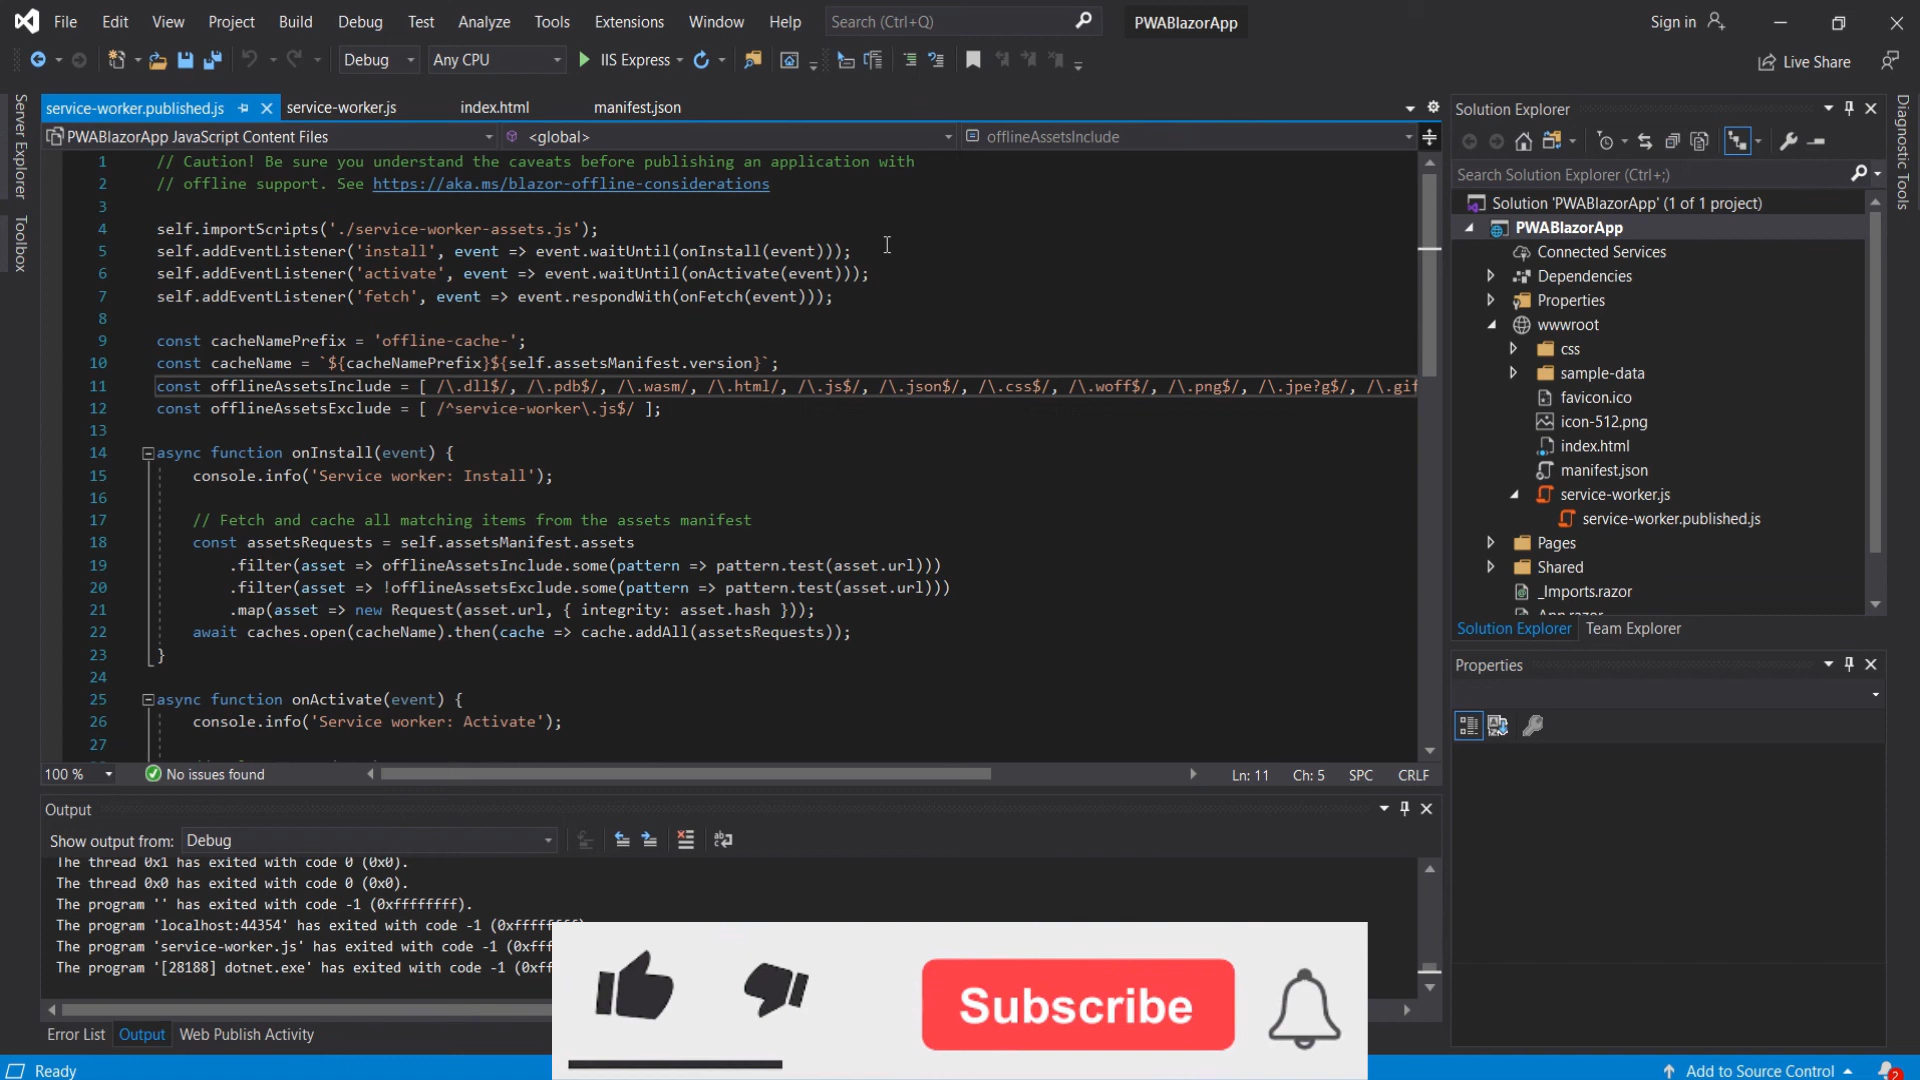 File Edit View Project Build Debug Test Analyze Tools Extensions Window Help Search (Ctrl+Q) PWABlazorApp Sign in
Debug Any CPU IIS Express Live Share
Server Explorer
Toolbox
service-worker.published.js service-worker.js index.html manifest.json
PWABlazorApp JavaScript Content Files <global> offlineAssetsInclude
1 // Caution! Be sure you understand the caveats before publishing an application with
2 // offline support. See https://aka.ms/blazor-offline-considerations
3
4 self.importScripts('./service-worker-assets.js');
5 self.addEventListener('install', event => event.waitUntil(onInstall(event)));
6 self.addEventListener('activate', event => event.waitUntil(onActivate(event)));
7 self.addEventListener('fetch', event => event.respondWith(onFetch(event)));
8
9 const cacheNamePrefix = 'offline-cache-';
10 const cacheName = `${cacheNamePrefix}${self.assetsManifest.version}`;
11 const offlineAssetsInclude = [ /\.dll$/, /\.pdb$/, /\.wasm/, /\.html/, /\.js$/, /\.json$/, /\.css$/, /\.woff$/, /\.png$/, /\.jpe?g$/, /\.gif
12 const offlineAssetsExclude = [ /^service-worker\.js$/ ];
13
14 async function onInstall(event) {
15 console.info('Service worker: Install');
16
17 // Fetch and cache all matching items from the assets manifest
18 const assetsRequests = self.assetsManifest.assets
19 .filter(asset => offlineAssetsInclude.some(pattern => pattern.test(asset.url)))
20 .filter(asset => !offlineAssetsExclude.some(pattern => pattern.test(asset.url)))
21 .map(asset => new Request(asset.url, { integrity: asset.hash }));
22 await caches.open(cacheName).then(cache => cache.addAll(assetsRequests));
23 }
24
25 async function onActivate(event) {
26 console.info('Service worker: Activate');
27
100 % No issues found Ln: 11 Ch: 5 SPC CRLF
Output
Show output from: Debug
The thread 0x1 has exited with code 0 (0x0).
The thread 0x0 has exited with code 0 (0x0).
The program '' has exited with code -1 (0xffffffff).
The program 'localhost:44354' has exited with code -1 (0xffffffff).
The program 'service-worker.js' has exited with code -1 (0xfff
The program '[28188] dotnet.exe' has exited with code -1 (0xff
Error List Output Web Publish Activity
Ready
Subscribe
Solution Explorer
Search Solution Explorer (Ctrl+;)
Solution 'PWABlazorApp' (1 of 1 project)
PWABlazorApp
Connected Services
Dependencies
Properties
wwwroot
css
sample-data
favicon.ico
icon-512.png
index.html
manifest.json
service-worker.js
service-worker.published.js
Pages
Shared
_Imports.razor
App.razor
Solution Explorer Team Explorer
Properties
Diagnostic Tools
Add to Source Control 2